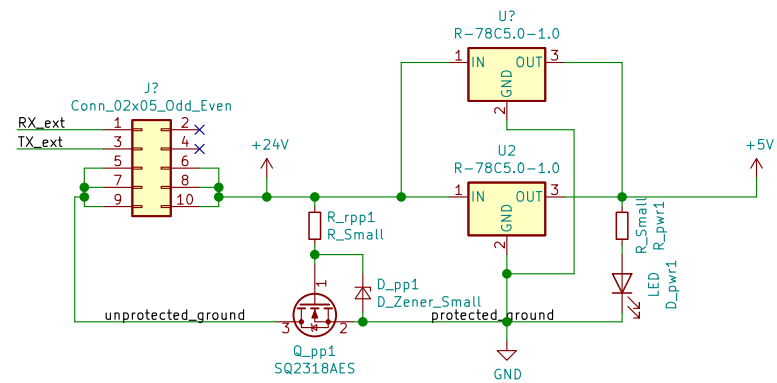 U?
R-78C5.0-1.0
1 IN OUT 3
GND
2
J?
Conn_02x05_Odd_Even
RX_ext 1 2
TX_ext 3 4
5 6
7 8
9 10
+24V
U2
R-78C5.0-1.0
1 IN OUT 3
GND
2
+5V
R_rpp1
R_Small
R_Small
R_pwr1
1
D_pp1
D_Zener_Small
LED
D_pwr1
unprotected_ground
3 2
protected_ground
Q_pp1
SQ2318AES
GND